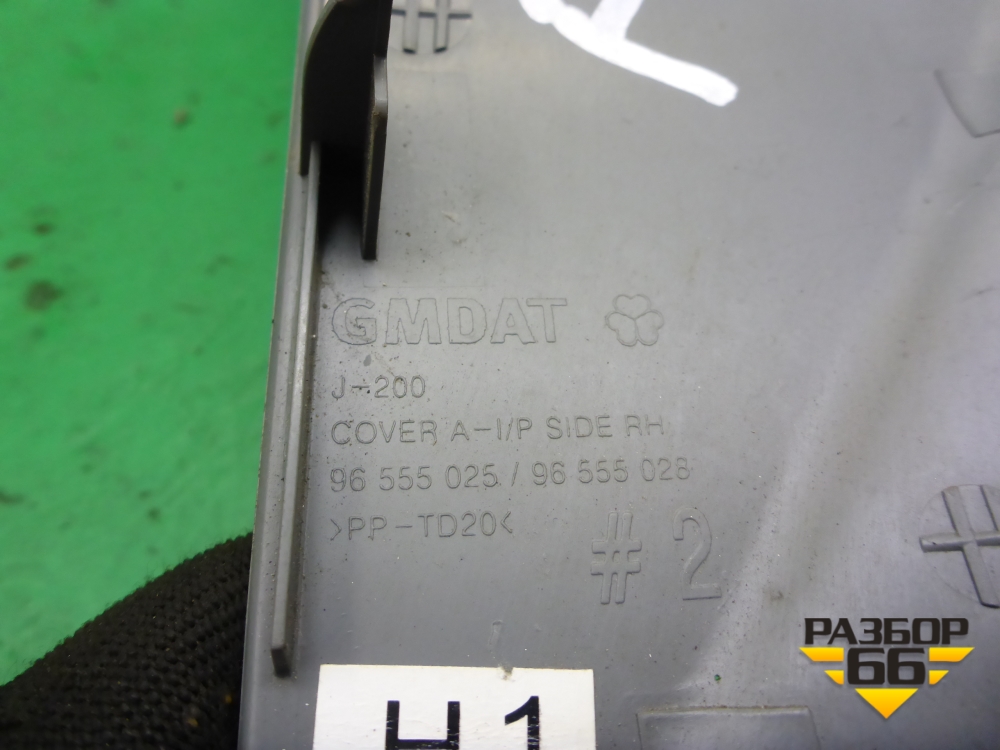 GMDAT
J-200
COVER A-I/P SIDE RH
96 555 025 / 96 555 028
>PP-TD20<
# 2
H1
РАЗБОР
66